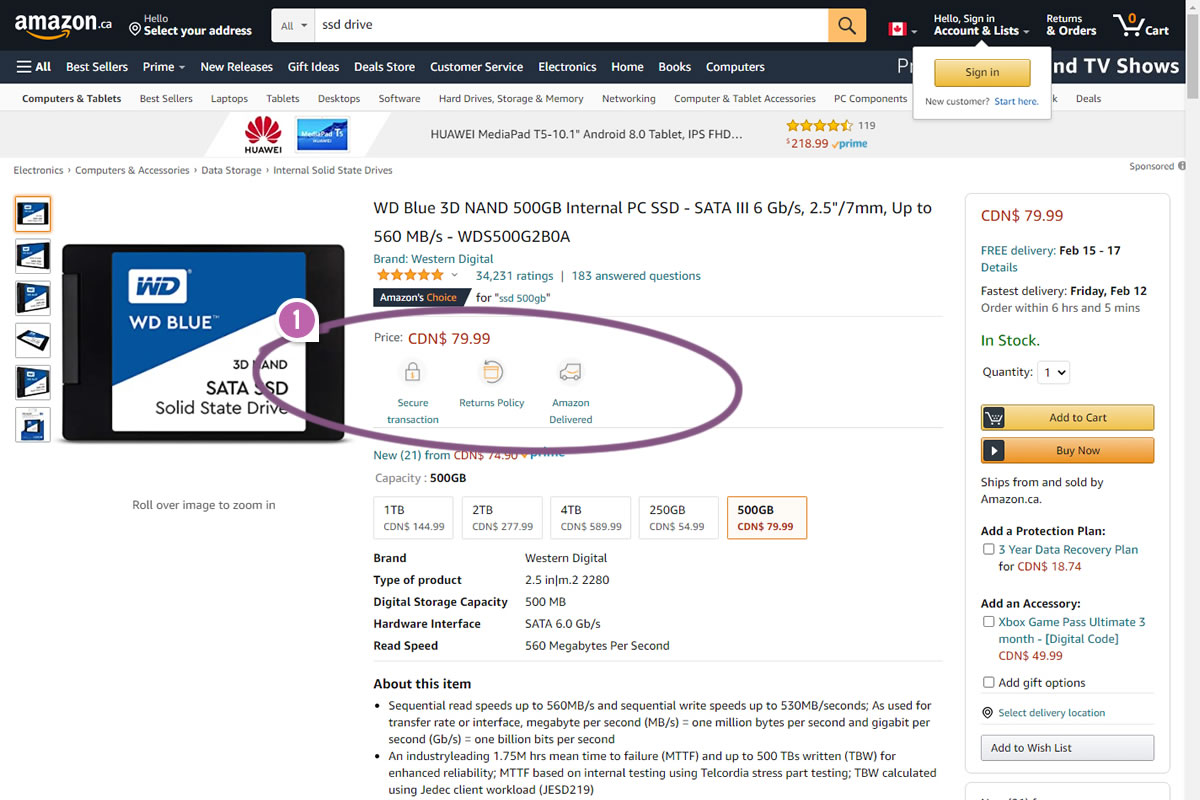 amazon.ca
Hello
Select your address
All
ssd drive
Hello, Sign in
Account & Lists
Returns
& Orders
0
Cart
All
Best Sellers
Prime
New Releases
Gift Ideas
Deals Store
Customer Service
Electronics
Home
Books
Computers
nd TV Shows
Sign in
New customer? Start here.
Computers & Tablets
Best Sellers
Laptops
Tablets
Desktops
Software
Hard Drives, Storage & Memory
Networking
Computer & Tablet Accessories
PC Components
Deals
HUAWEI
MediaPad T5
HUAWEI
HUAWEI MediaPad T5-10.1" Android 8.0 Tablet, IPS FHD…
119
$218.99 prime
Sponsored
Electronics › Computers & Accessories › Data Storage › Internal Solid State Drives
WD
WD BLUE™
3D NAND
SATA SSD
Solid State Drive
Roll over image to zoom in
1
WD Blue 3D NAND 500GB Internal PC SSD - SATA III 6 Gb/s, 2.5"/7mm, Up to
560 MB/s - WDS500G2B0A
Brand: Western Digital
34,231 ratings | 183 answered questions
Amazon's Choice for "ssd 500gb"
Price: CDN$ 79.99
Secure
transaction
Returns Policy
Amazon
Delivered
New (21) from CDN$ 74.90 prime
Capacity : 500GB
1TB
CDN$ 144.99
2TB
CDN$ 277.99
4TB
CDN$ 589.99
250GB
CDN$ 54.99
500GB
CDN$ 79.99
Brand Western Digital
Type of product 2.5 in|m.2 2280
Digital Storage Capacity 500 MB
Hardware Interface SATA 6.0 Gb/s
Read Speed 560 Megabytes Per Second
About this item
Sequential read speeds up to 560MB/s and sequential write speeds up to 530MB/seconds; As used for
transfer rate or interface, megabyte per second (MB/s) = one million bytes per second and gigabit per
second (Gb/s) = one billion bits per second
An industryleading 1.75M hrs mean time to failure (MTTF) and up to 500 TBs written (TBW) for
enhanced reliability; MTTF based on internal testing using Telcordia stress part testing; TBW calculated
using Jedec client workload (JESD219)
CDN$ 79.99
FREE delivery: Feb 15 - 17
Details
Fastest delivery: Friday, Feb 12
Order within 6 hrs and 5 mins
In Stock.
Quantity: 1
Add to Cart
Buy Now
Ships from and sold by
Amazon.ca.
Add a Protection Plan:
3 Year Data Recovery Plan
for CDN$ 18.74
Add an Accessory:
Xbox Game Pass Ultimate 3
month - [Digital Code]
CDN$ 49.99
Add gift options
Select delivery location
Add to Wish List